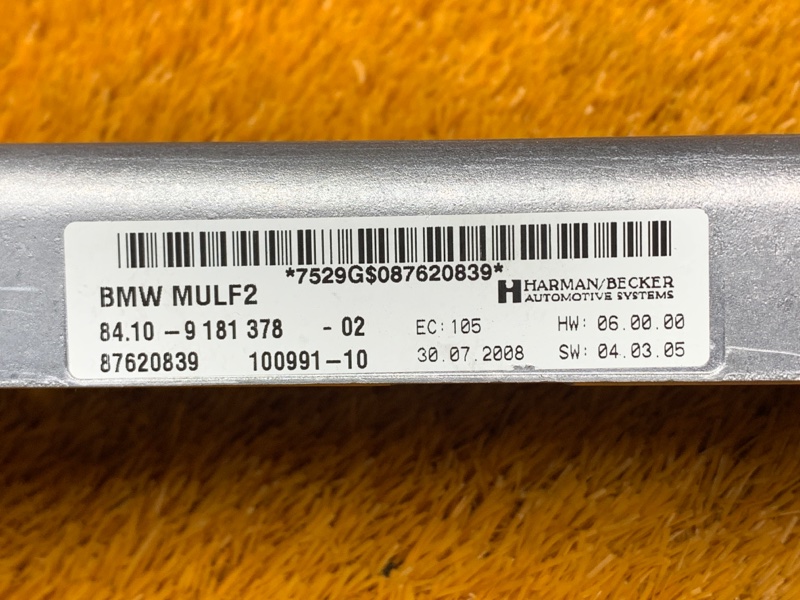 *7529G$087620839*
BMW MULF2
HARMAN/BECKER
AUTOMOTIVE SYSTEMS
84.10 - 9 181 378 - 02 EC: 105 HW: 06.00.00
87620839 100991-10 30.07.2008 SW: 04.03.05